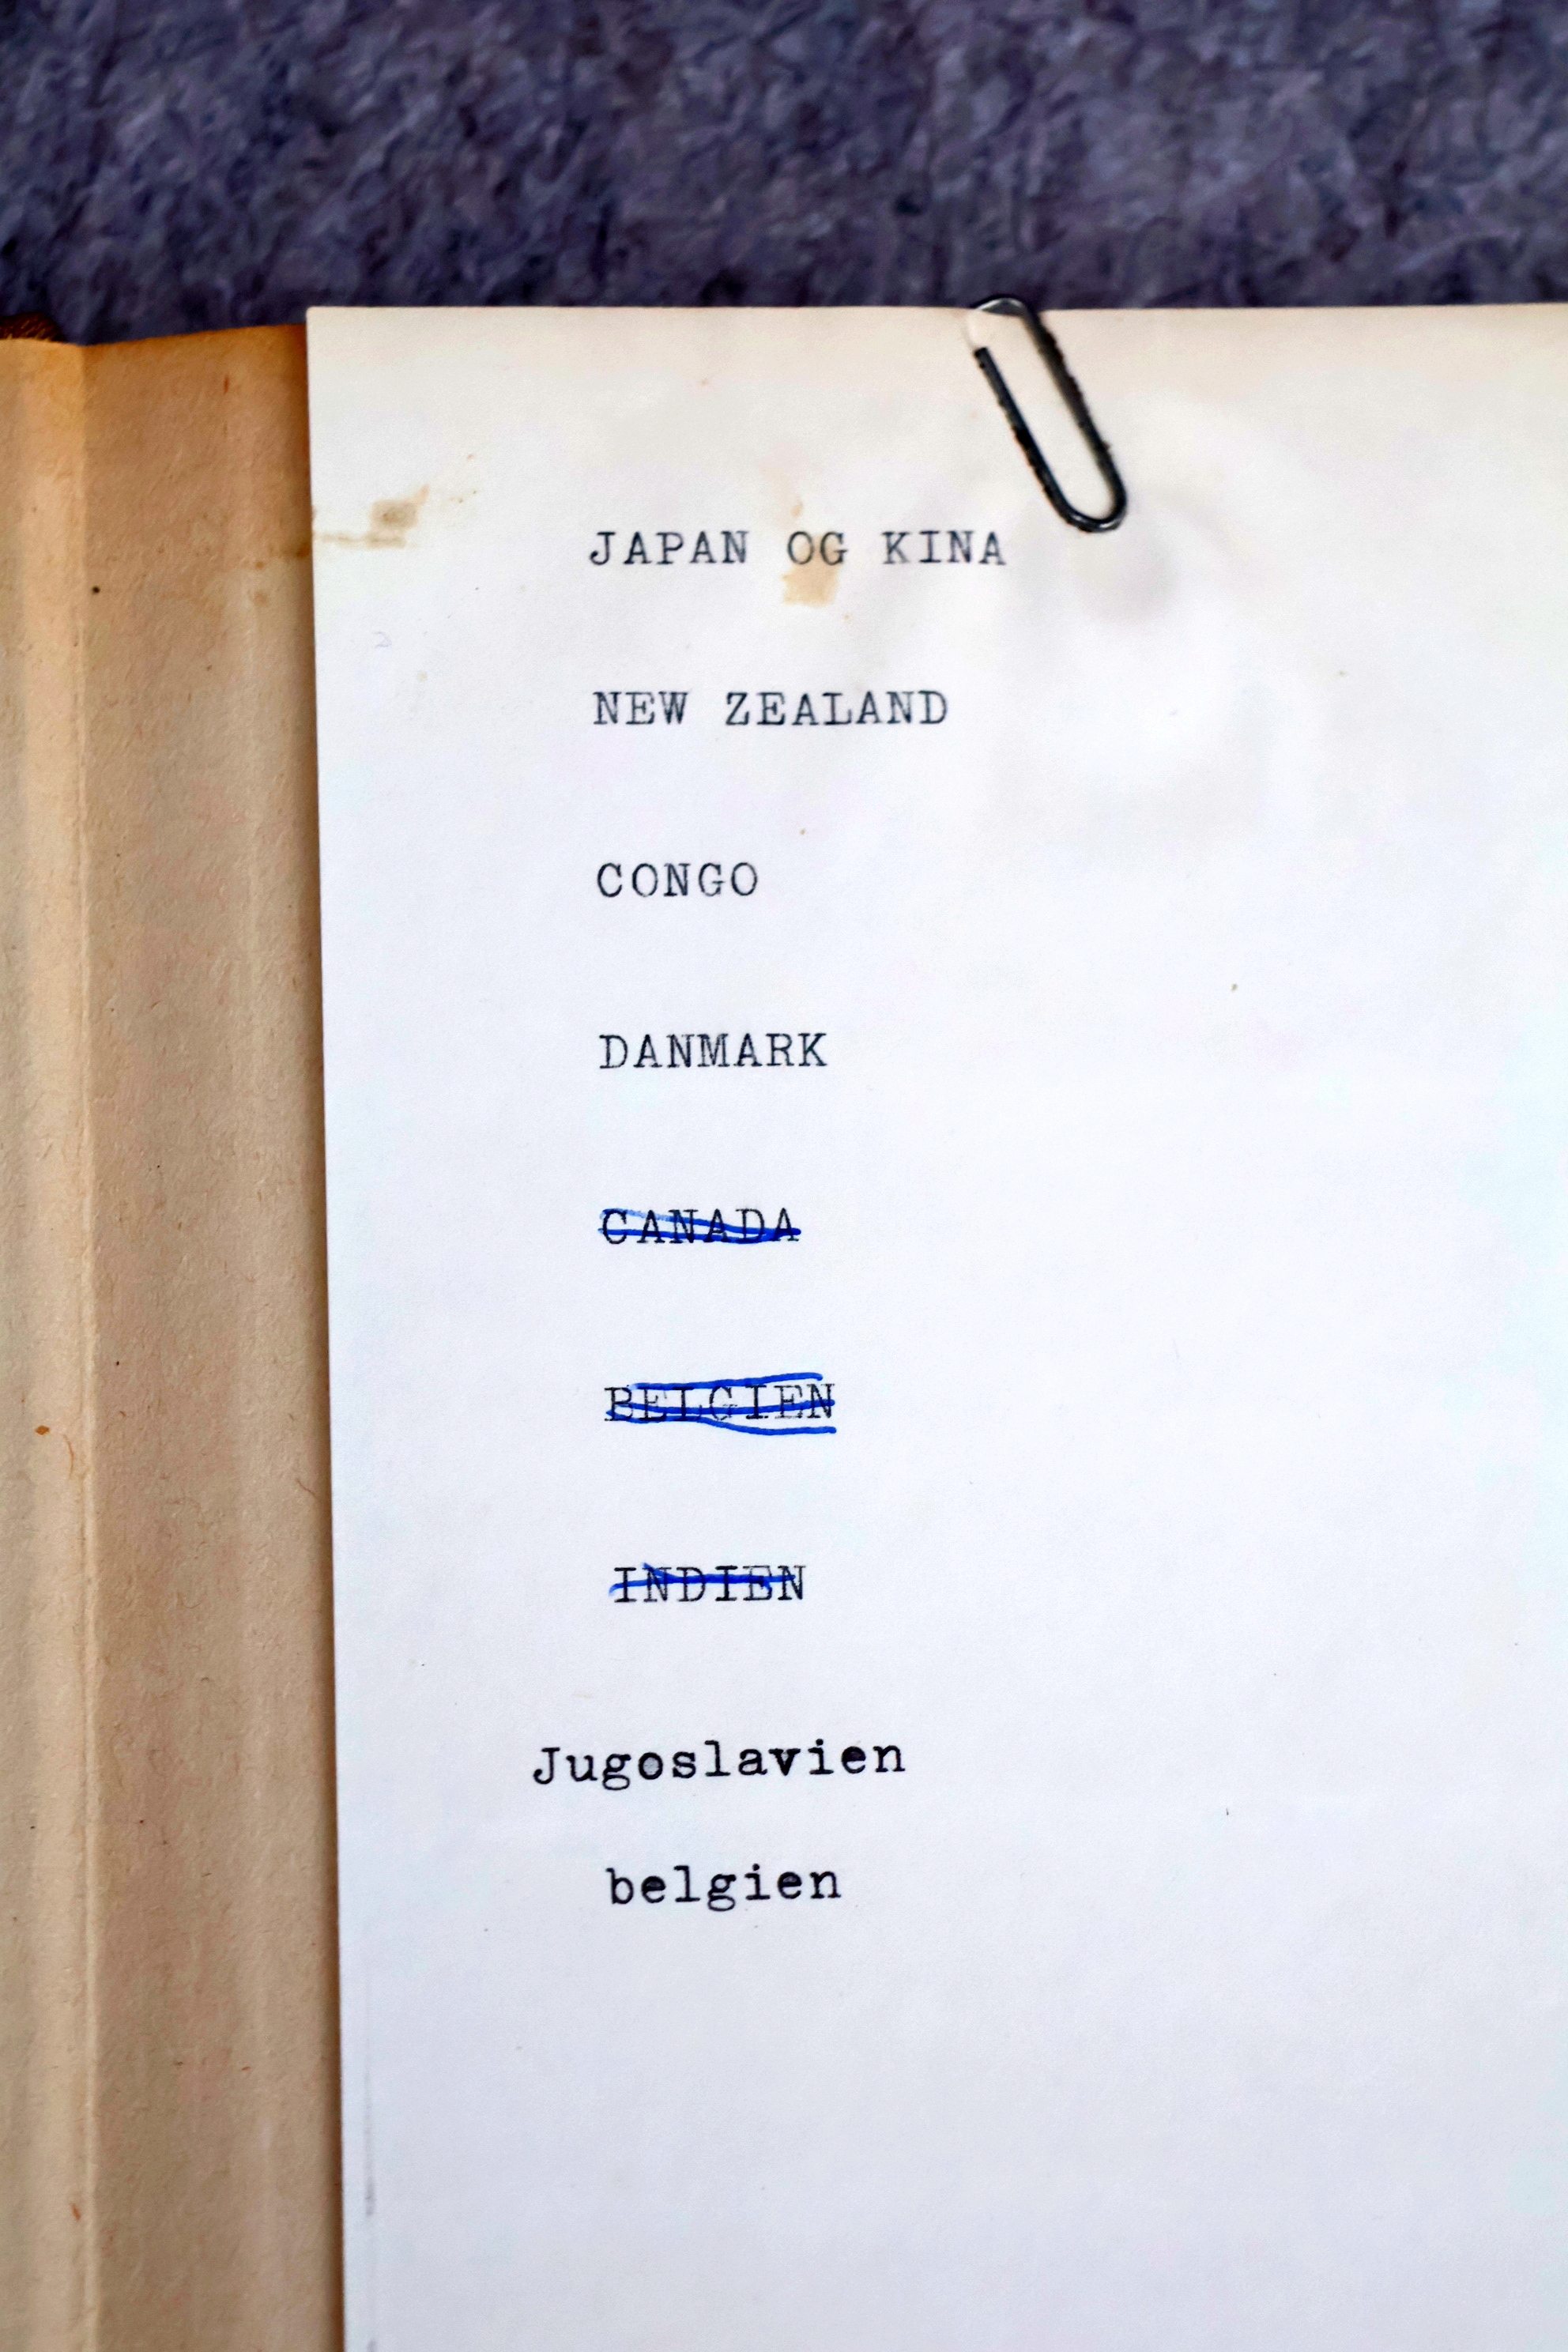 JAPAN OG KINA
NEW ZEALAND
CONGO
DANMARK
CANADA
BELGIEN
INDIEN
Jugoslavien
belgien